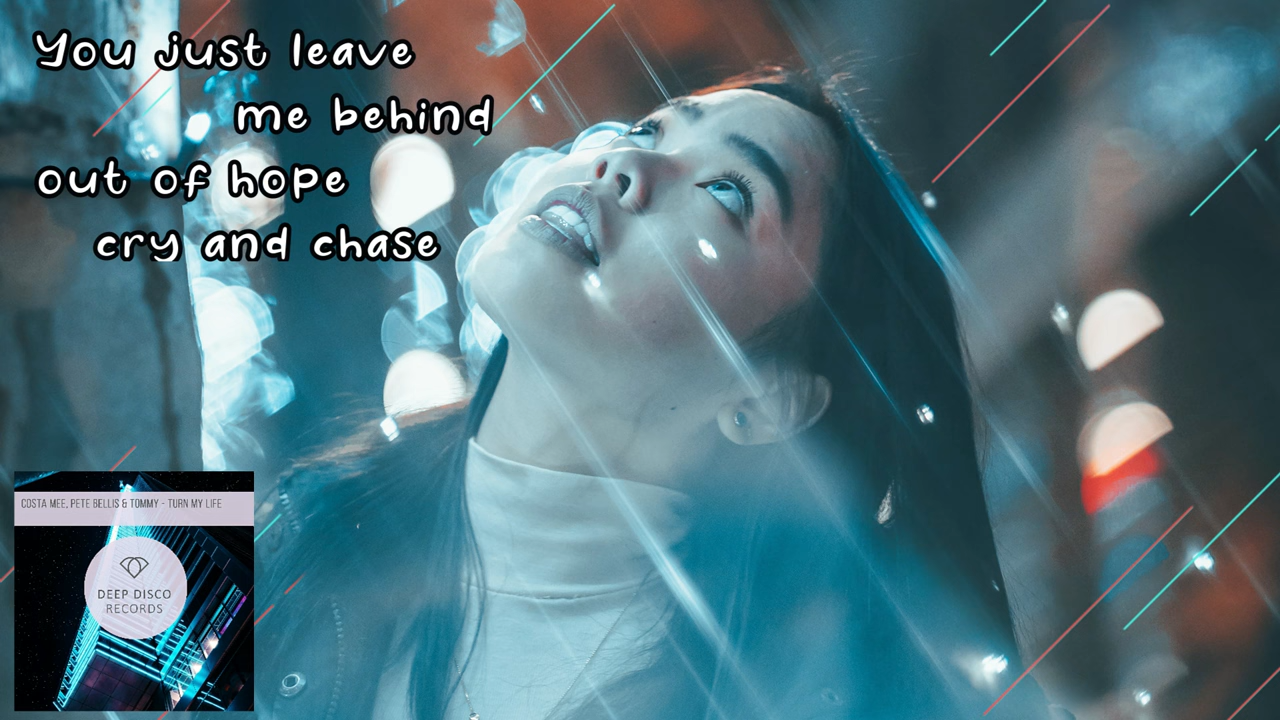 You just leave
me behind
out of hope
cry and chase
COSTA MEE, PETE BELLIS & TOMMY - TURN MY LIFE
DEEP DISCO
RECORDS